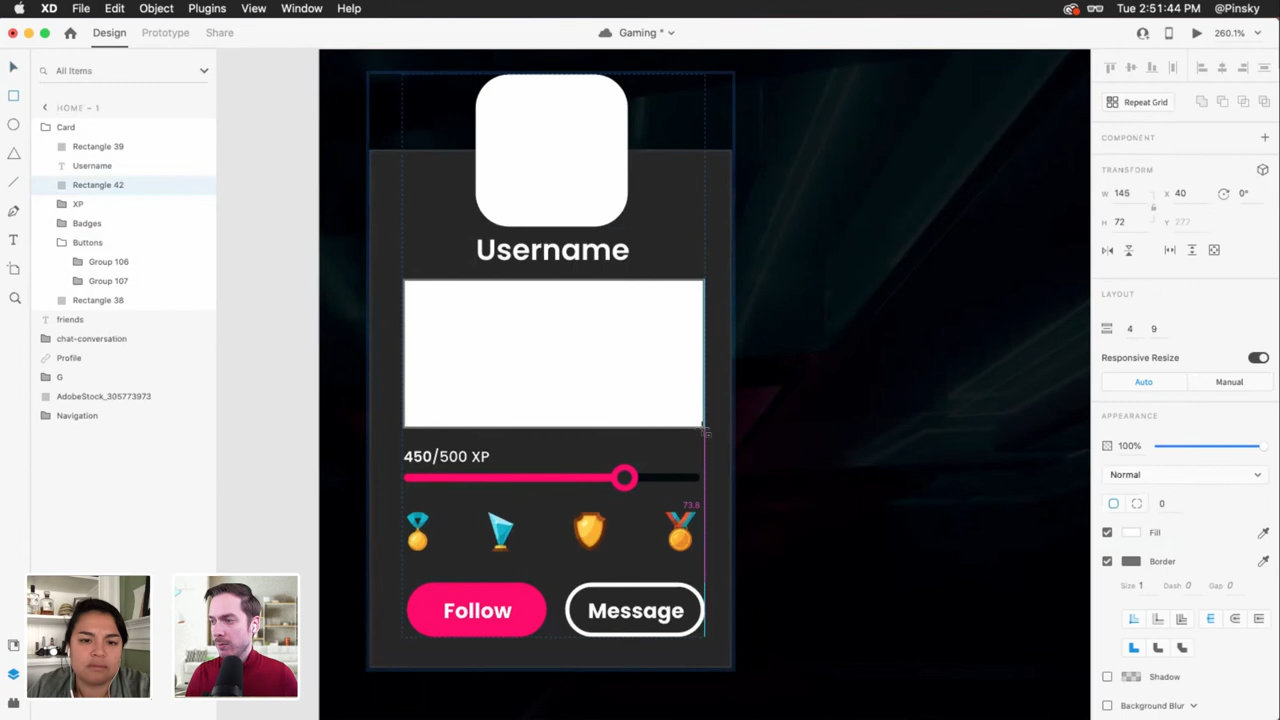 XD File Edit Object Plugins View Window Help
Tue 2:51:44 PM @Pinsky
Design Prototype Share
Gaming *
260.1%
All Items
HOME – 1
Card
Rectangle 39
T Username
Rectangle 42
XP
Badges
Buttons
Group 106
Group 107
Rectangle 38
T friends
chat-conversation
Profile
G
AdobeStock_305773973
Navigation
Username
450/500 XP
73.8
Follow
Message
Repeat Grid
COMPONENT +
TRANSFORM
W 145 X 40 0°
H 72 Y 277
LAYOUT
4 9
Responsive Resize
Auto Manual
APPEARANCE
100%
Normal
0
Fill
Border
Size 1 Dash 0 Gap 0
Shadow
Background Blur